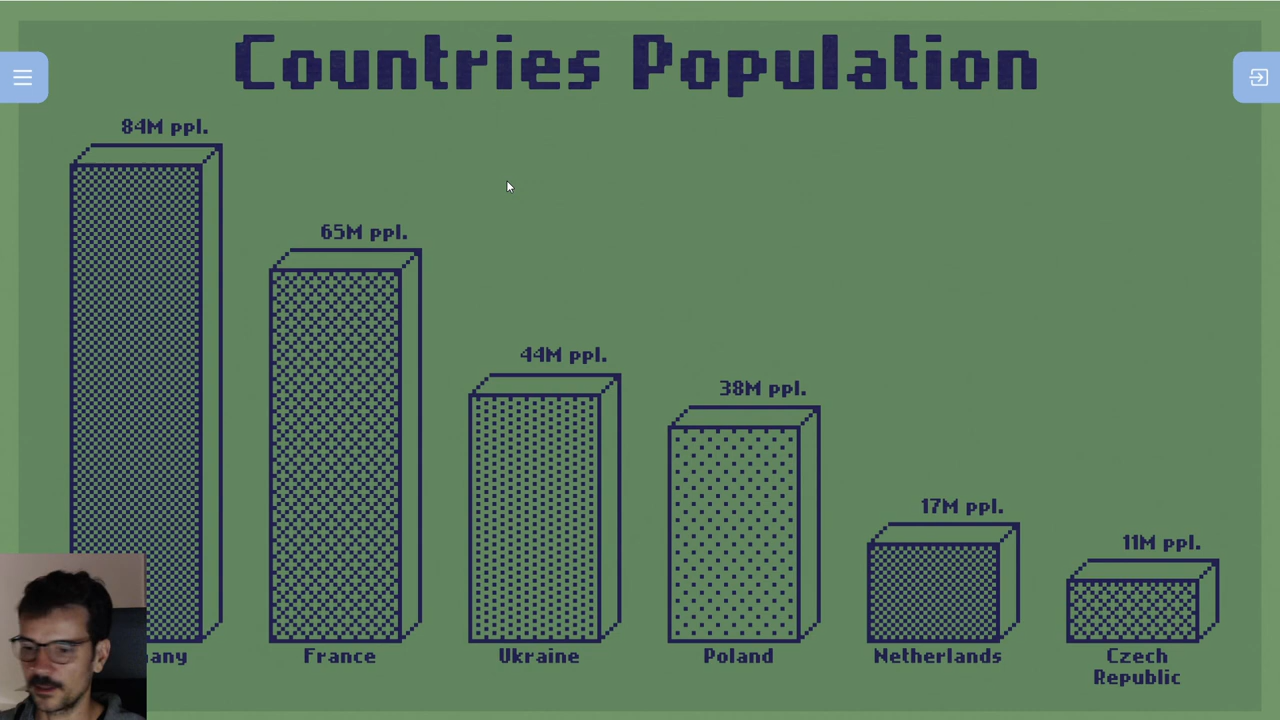 Countries Population
84M ppl.
65M ppl.
44M ppl.
38M ppl.
17M ppl.
11M ppl.
France
Ukraine
Poland
Netherlands
Czech
Republic